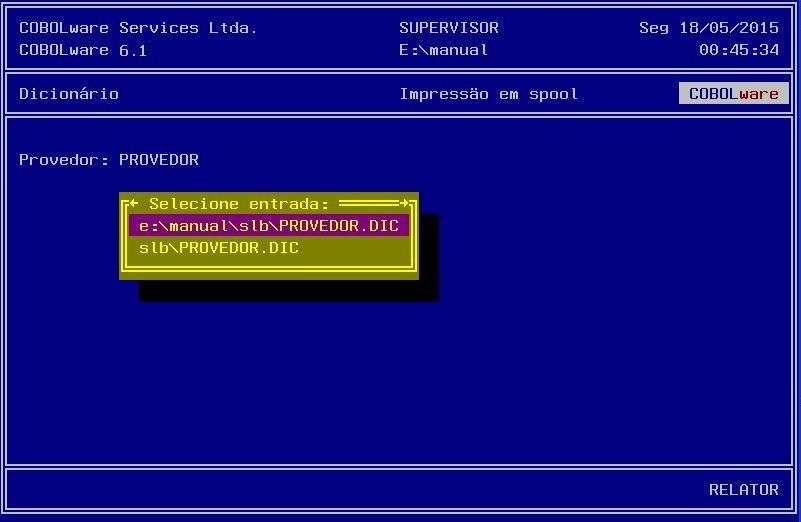 COBOLware Services Ltda. SUPERVISOR Seg 18/05/2015
COBOLware 6.1 E:\manual 00:45:34
Dicionário Impressäo em spool COBOLware
Provedor: PROVEDOR
← Selecione entrada: →
e:\manual\slb\PROVEDOR.DIC
slb\PROVEDOR.DIC
RELATOR